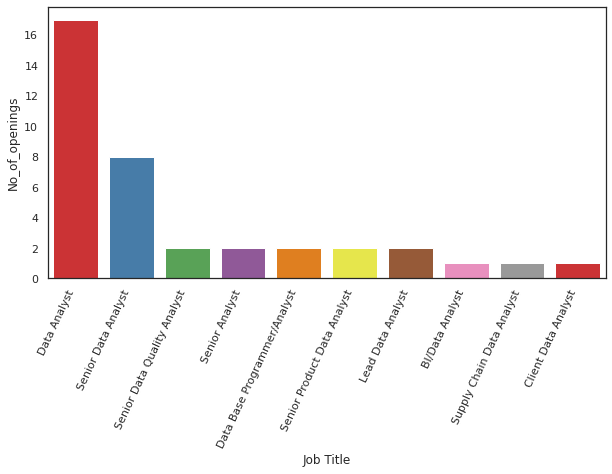 No_of_openings
16
14
12
10
8
6
4
2
0
Data Analyst
Senior Data Analyst
Senior Data Quality Analyst
Senior Analyst
Data Base Programmer/Analyst
Senior Product Data Analyst
Lead Data Analyst
BI/Data Analyst
Supply Chain Data Analyst
Client Data Analyst
Job Title